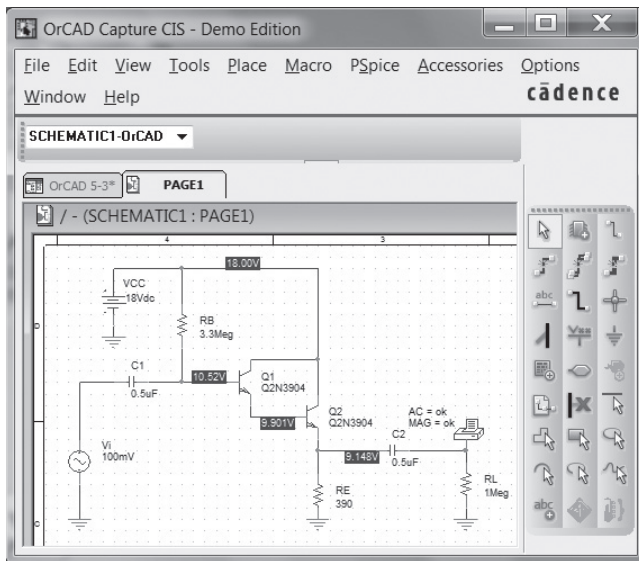 OrCAD Capture CIS - Demo Edition
File Edit View Tools Place Macro PSpice Accessories Options
Window Help
cādence
SCHEMATIC1-OrCAD
OrCAD 5-3*
PAGE1
/ - (SCHEMATIC1 : PAGE1)
4
3
18.00V
VCC
18Vdc
RB
3.3Meg
C1
0.5uF
10.52V
Q1
Q2N3904
9.901V
Q2
Q2N3904
AC = ok
MAG = ok
C2
0.5uF
9.148V
Vi
100mV
RE
390
RL
1Meg
abc
abc